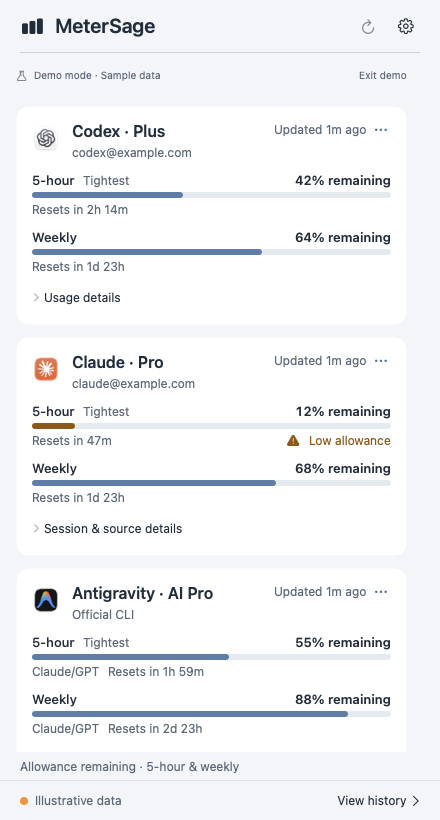 MeterSage
Demo mode · Sample data Exit demo
Codex · Plus Updated 1m ago ···
codex@example.com
5-hour Tightest 42% remaining
Resets in 2h 14m
Weekly 64% remaining
Resets in 1d 23h
Usage details
Claude · Pro Updated 1m ago ···
claude@example.com
5-hour Tightest 12% remaining
Resets in 47m Low allowance
Weekly 68% remaining
Resets in 1d 23h
Session & source details
Antigravity · AI Pro Updated 1m ago ···
Official CLI
5-hour Tightest 55% remaining
Claude/GPT Resets in 1h 59m
Weekly 88% remaining
Claude/GPT Resets in 2d 23h
Allowance remaining · 5-hour & weekly
Illustrative data View history